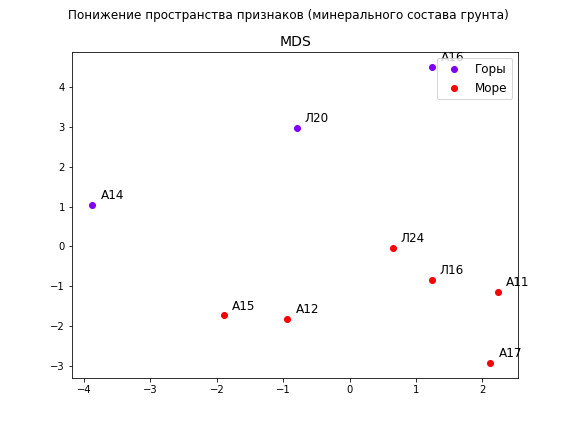 Понижение пространства признаков (минерального состава грунта)
MDS
А16
Горы
Море
Л20
А14
Л24
Л16
А11
А15
А12
А17
4
3
2
1
0
−1
−2
−3
−4 −3 −2 −1 0 1 2